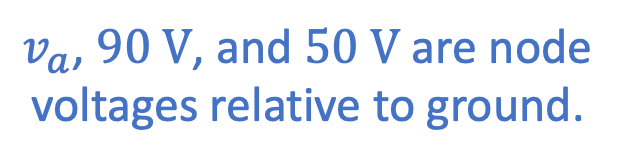 vₐ, 90 V, and 50 V are node
voltages relative to ground.